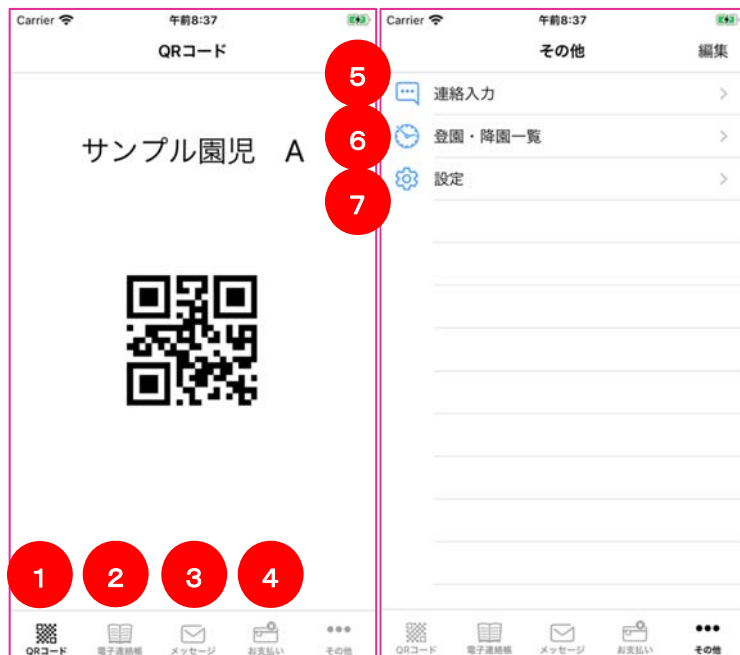 Carrier 午前8:37
QRコード
サンプル園児 A
1 2 3 4
QRコード 電子連絡帳 メッセージ お支払い その他
Carrier 午前8:37
その他 編集
5
連絡入力
6
登園・降園一覧
7
設定
QRコード 電子連絡帳 メッセージ お支払い その他